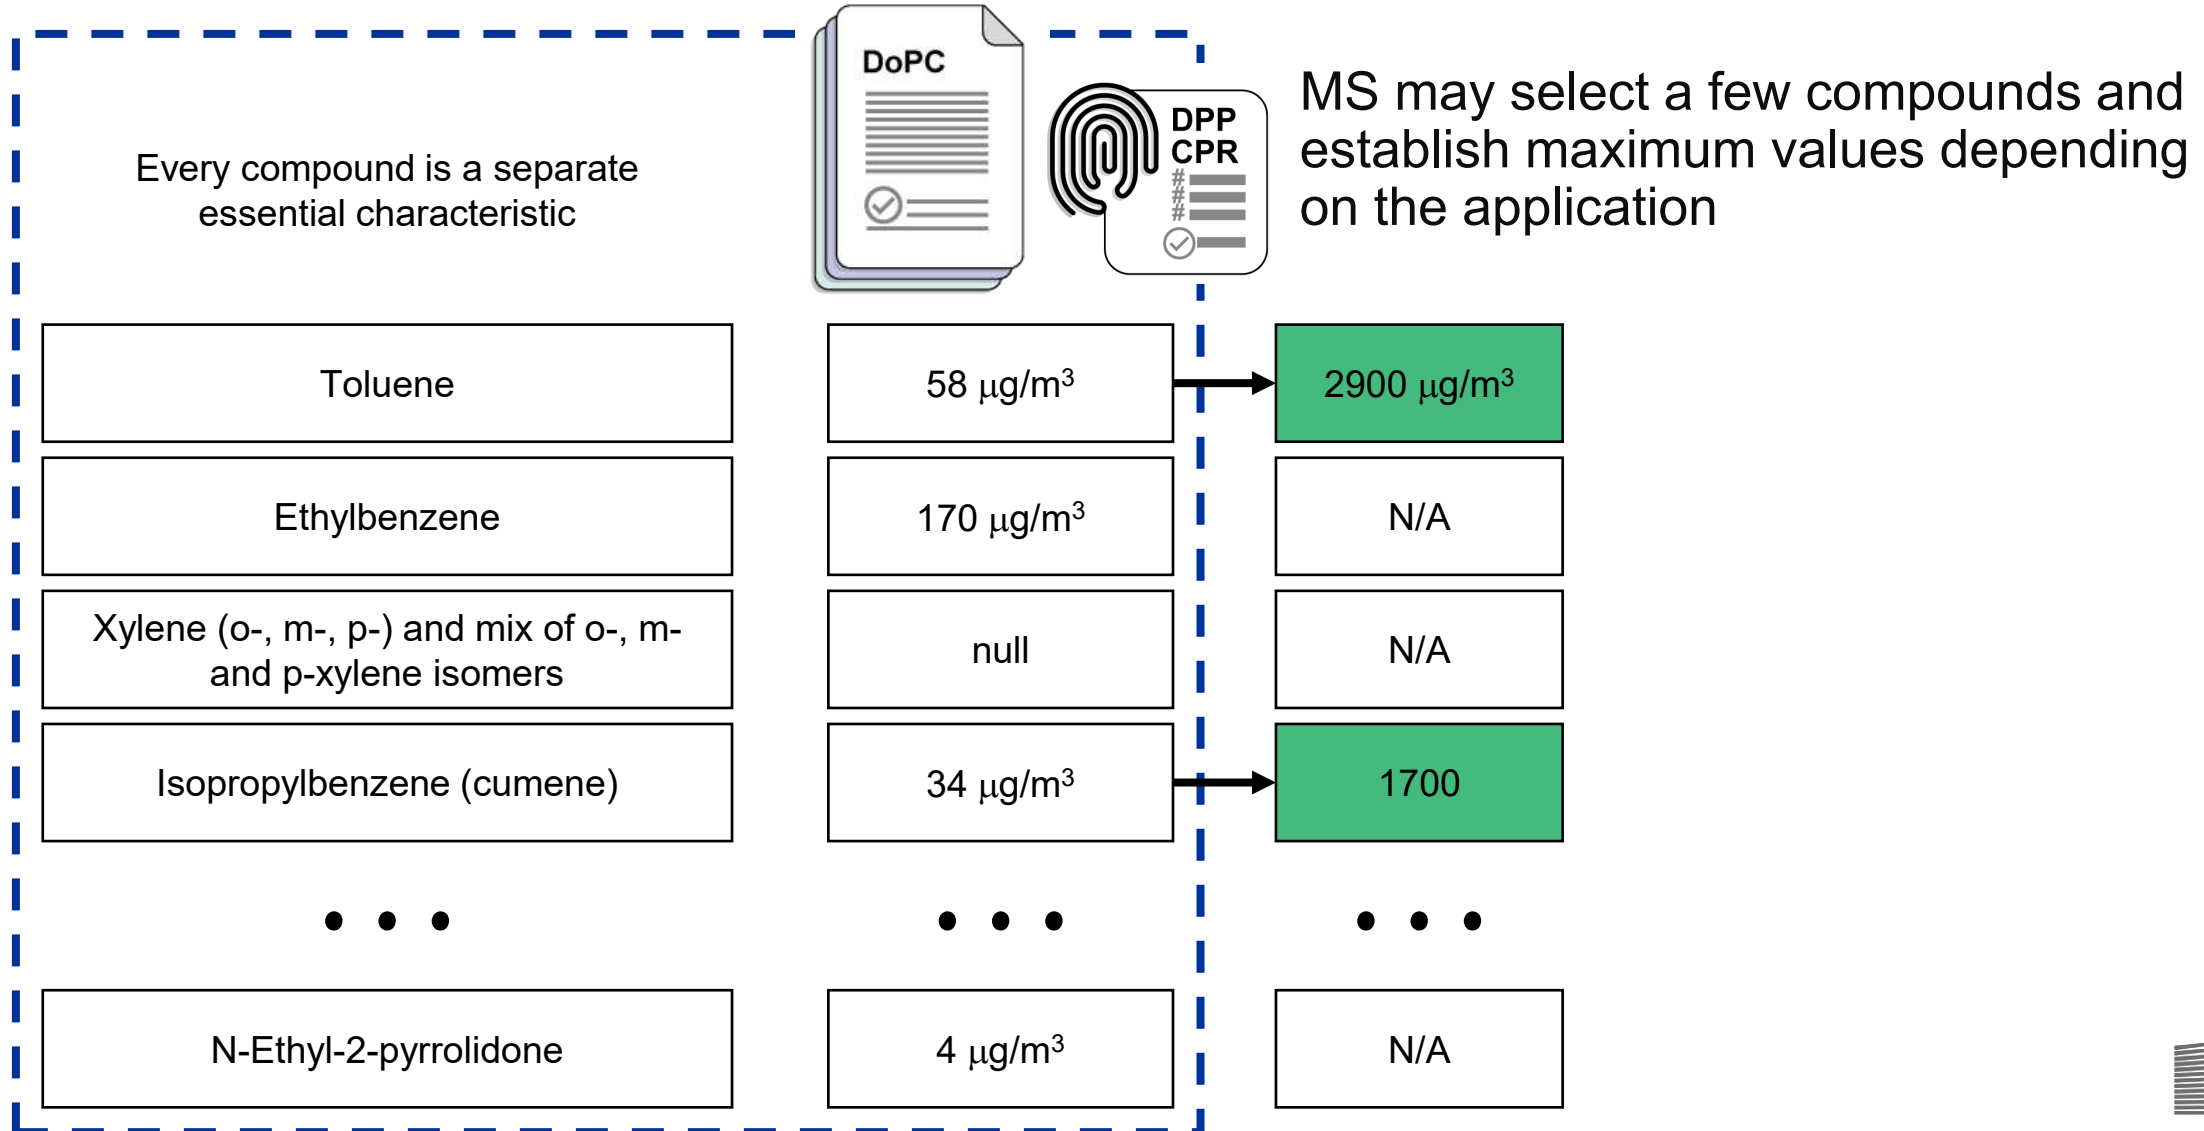 DoPC
DPP
CPR
#
#
#
MS may select a few compounds and
establish maximum values depending
on the application
Every compound is a separate
essential characteristic
Toluene
58 μg/m³
2900 μg/m³
Ethylbenzene
170 μg/m³
N/A
Xylene (o-, m-, p-) and mix of o-, m-
and p-xylene isomers
null
N/A
Isopropylbenzene (cumene)
34 μg/m³
1700
• • •
• • •
• • •
N-Ethyl-2-pyrrolidone
4 μg/m³
N/A